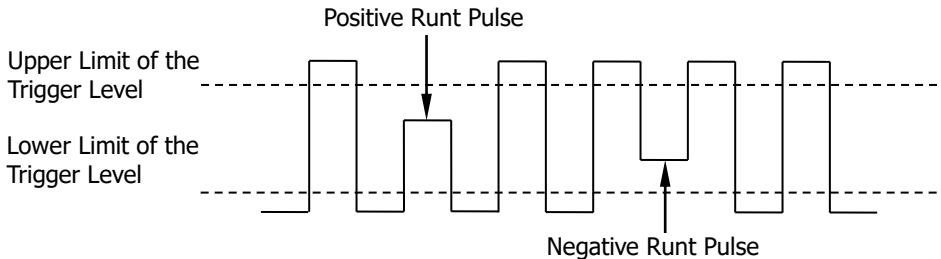 Positive Runt Pulse
Upper Limit of the
Trigger Level
Lower Limit of the
Trigger Level
Negative Runt Pulse